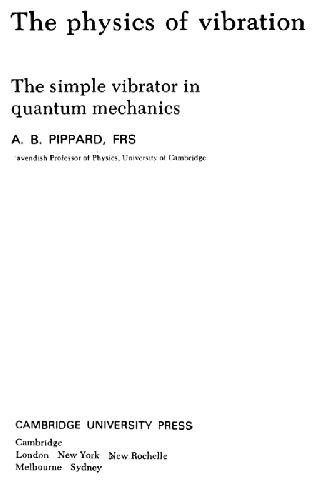 The physics of vibration
The simple vibrator in
quantum mechanics
A. B. PIPPARD, FRS
Cavendish Professor of Physics, University of Cambridge
CAMBRIDGE UNIVERSITY PRESS
Cambridge
London New York New Rochelle
Melbourne Sydney